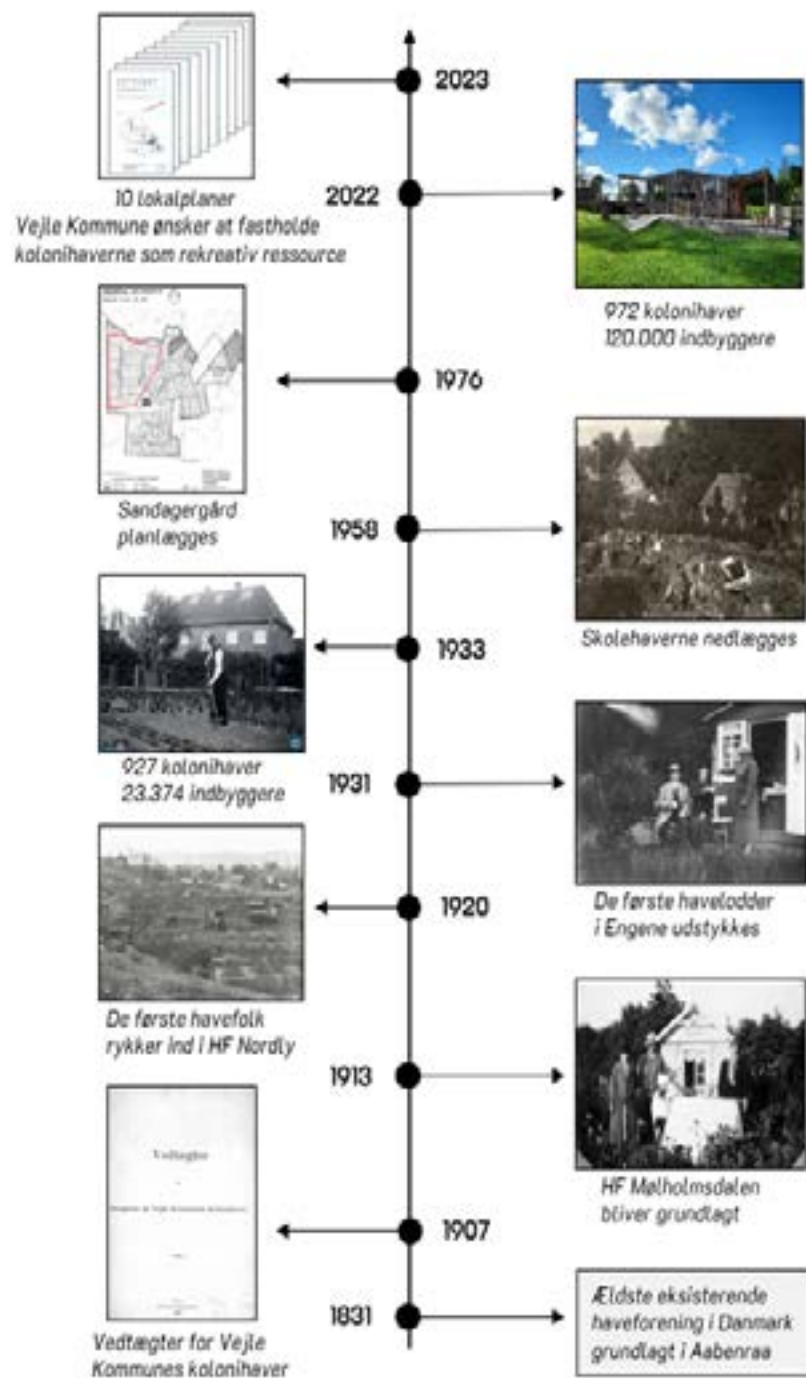 2023
10 lokalplaner
Vejle Kommune ønsker at fastholde
kolonihaverne som rekreativ ressource
2022
972 kolonihaver
120.000 indbyggere
1976
Sandagergård
planlægges
1958
Skolehaverne nedlægges
1933
927 kolonihaver
23.374 indbyggere
1931
De første havelodder
i Engene udstykkes
1920
De første havefolk
rykker ind i HF Nordly
1913
HF Mølholmsdalen
bliver grundlagt
1907
Vedtægter
Vedtægter for Vejle
Kommunes kolonihaver
1831
Ældste eksisterende
haveforening i Danmark
grundlagt i Aabenraa